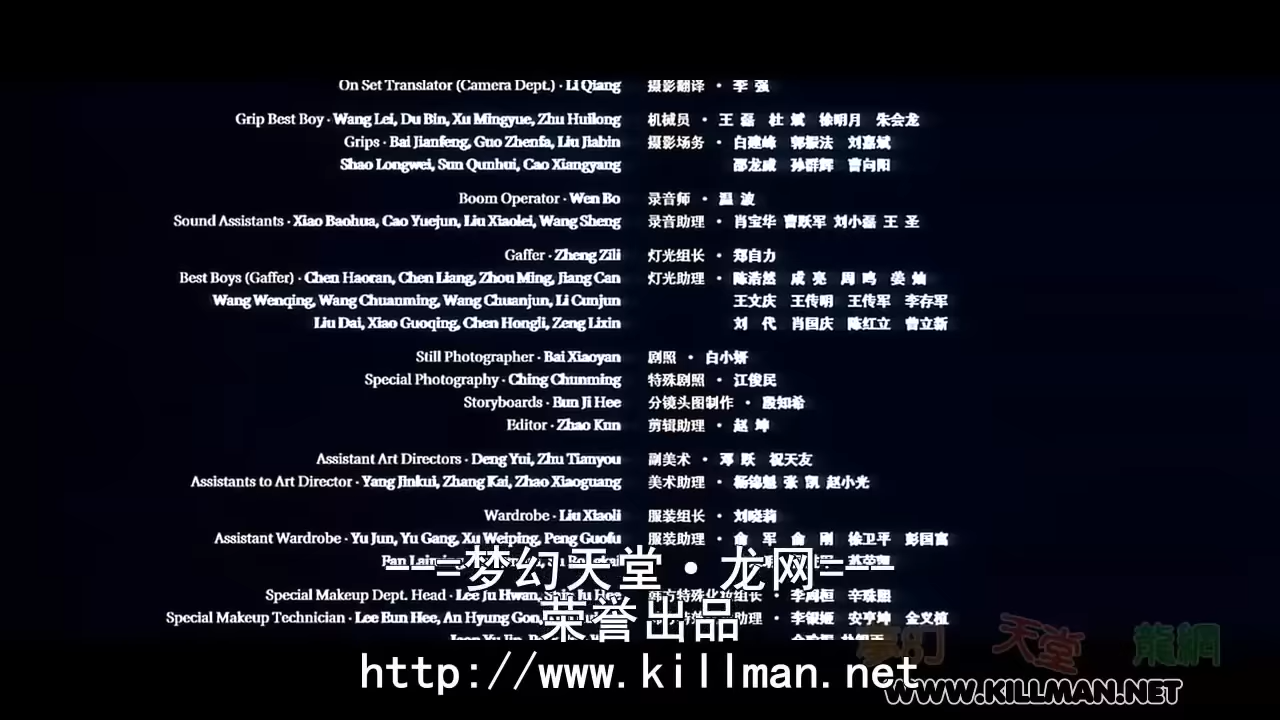 On Set Translator (Camera Dept.) · Li Qiang 摄影翻译 · 李 强
Grip Best Boy · Wang Lei, Du Bin, Xu Mingyue, Zhu Huilong 机械员 · 王 磊 杜 斌 徐明月 朱会龙
Grips · Bai Jianfeng, Guo Zhenfa, Liu Jiabin 摄影场务 · 白建峰 郭振法 刘嘉斌
Shao Longwei, Sun Qunhui, Cao Xiangyang 邵龙威 孙群辉 曹向阳
Boom Operator · Wen Bo 录音师 · 温 波
Sound Assistants · Xiao Baohua, Cao Yuejun, Liu Xiaolei, Wang Sheng 录音助理 · 肖宝华 曹跃军 刘小磊 王 圣
Gaffer · Zheng Zili 灯光组长 · 郑自力
Best Boys (Gaffer) · Chen Haoran, Chen Liang, Zhou Ming, Jiang Can 灯光助理 · 陈浩然 成 亮 周 鸣 姜 灿
Wang Wenqing, Wang Chuanming, Wang Chuanjun, Li Cunjun 王文庆 王传明 王传军 李存军
Liu Dai, Xiao Guoqing, Chen Hongli, Zeng Lixin 刘 代 肖国庆 陈红立 曾立新
Still Photographer · Bai Xiaoyan 剧照 · 白小妍
Special Photography · Ching Chunming 特殊剧照 · 江俊民
Storyboards · Eun Ji Hee 分镜头图制作 · 殷知希
Editor · Zhao Kun 剪辑助理 · 赵 坤
Assistant Art Directors · Deng Yui, Zhu Tianyou 副美术 · 邓 跃 祝天友
Assistants to Art Director · Yang Jinkui, Zhang Kai, Zhao Xiaoguang 美术助理 · 杨锦魁 张 凯 赵小光
Wardrobe · Liu Xiaoli 服装组长 · 刘晓莉
Assistant Wardrobe · Yu Jun, Yu Gang, Xu Weiping, Peng Guofu 服装助理 · 俞 军 俞 刚 徐卫平 彭国富
---=梦幻天堂·龙网=---
Special Makeup Dept. Head · Lee Ju Hwan,
Special Makeup Technician · Lee Eun Hee, An Hyung Gon, 李银姬 安亨坤
荣誉出品
http://www.killman.net
夢幻 天堂 龍網
WWW.KILLMAN.NET